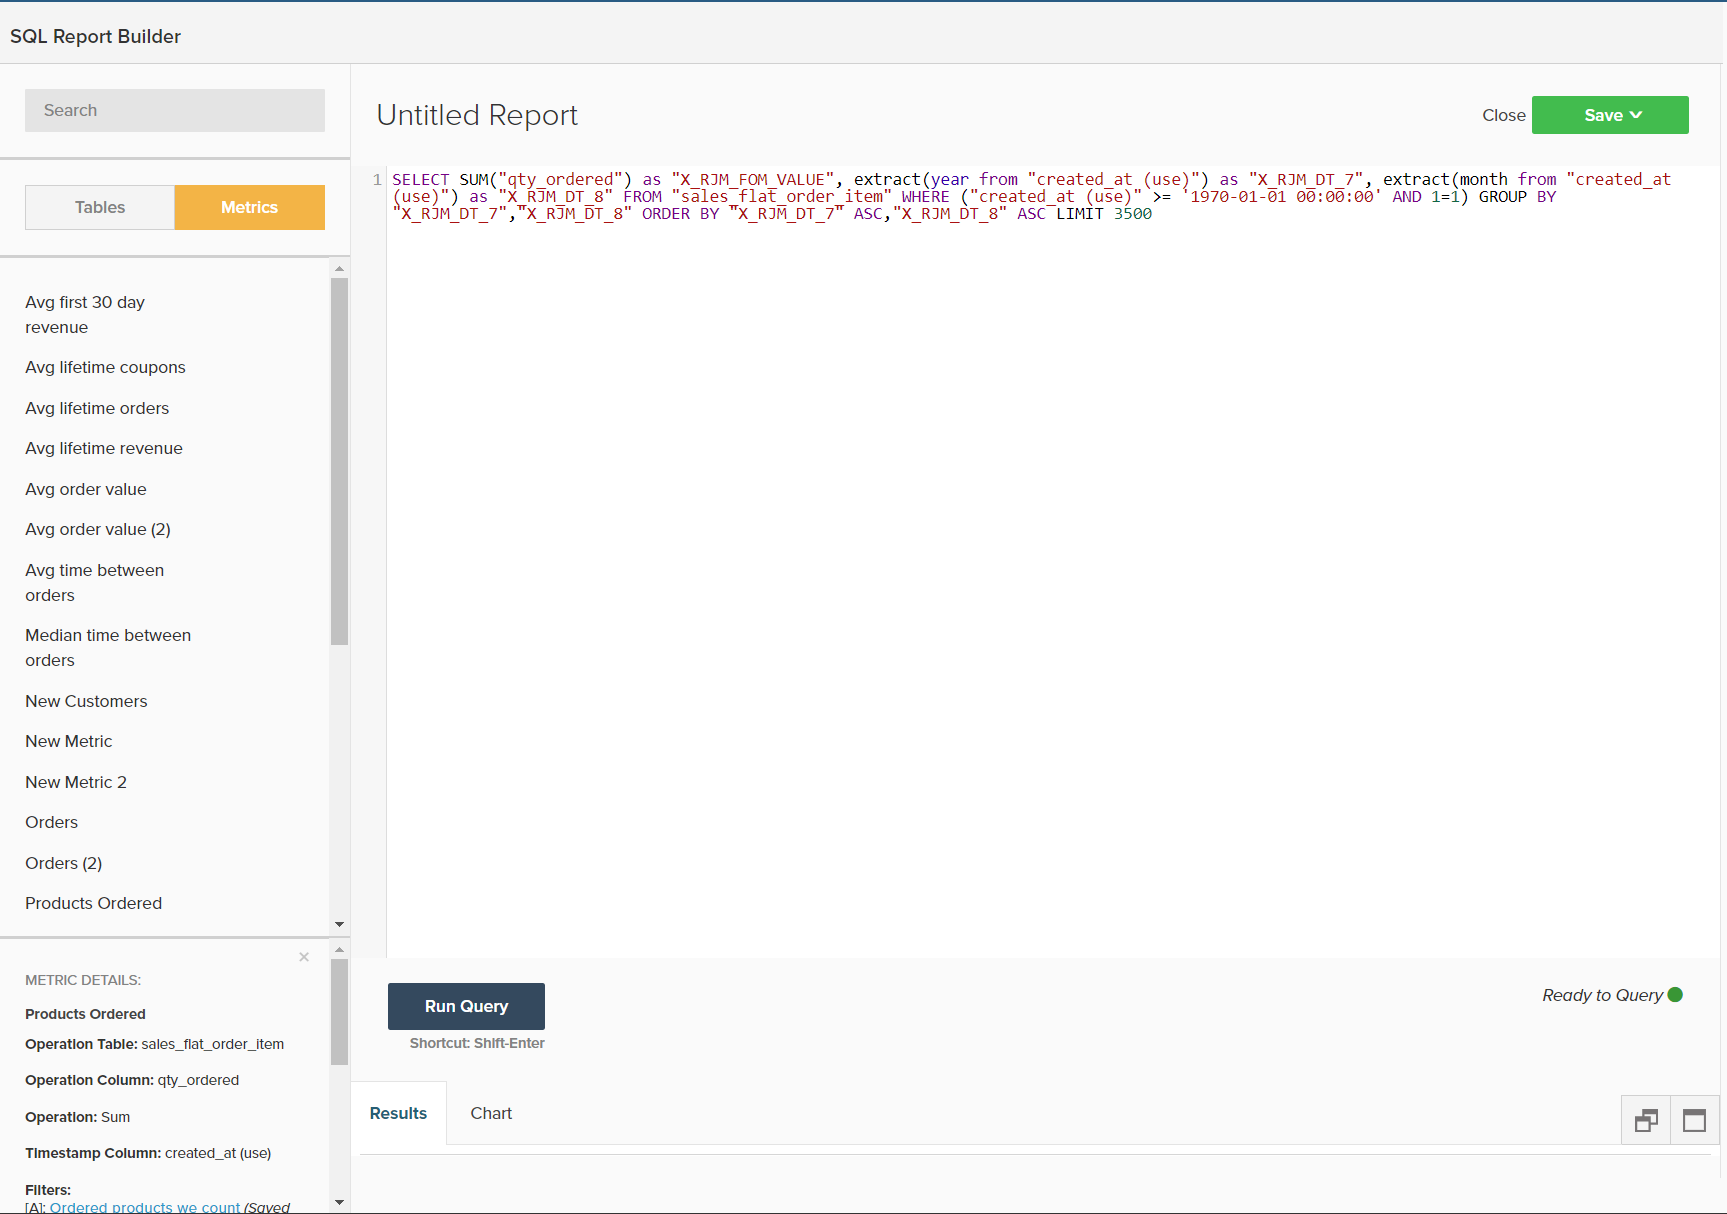 SQL Report Builder
Search
Untitled Report
Close
Save
Tables
Metrics
1
SELECT SUM("qty_ordered") as "X_RJM_FOM_VALUE", extract(year from "created_at (use)") as "X_RJM_DT_7", extract(month from "created_at
(use)") as "X_RJM_DT_8" FROM "sales_flat_order_item" WHERE ("created_at (use)" >= '1970-01-01 00:00:00' AND 1=1) GROUP BY
"X_RJM_DT_7","X_RJM_DT_8" ORDER BY "X_RJM_DT_7" ASC,"X_RJM_DT_8" ASC LIMIT 3500
Avg first 30 day
revenue
Avg lifetime coupons
Avg lifetime orders
Avg lifetime revenue
Avg order value
Avg order value (2)
Avg time between
orders
Median time between
orders
New Customers
New Metric
New Metric 2
Orders
Orders (2)
Products Ordered
METRIC DETAILS:
Products Ordered
Operation Table: sales_flat_order_item
Operation Column: qty_ordered
Operation: Sum
Timestamp Column: created_at (use)
Filters:
[A]: Ordered products we count (Saved
Run Query
Shortcut: Shift-Enter
Ready to Query
Results
Chart